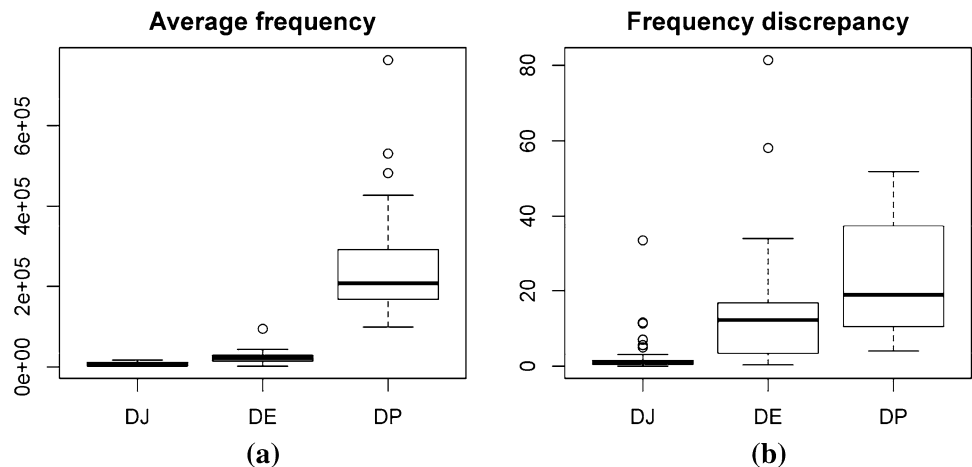 Average frequency
6e+05
4e+05
2e+05
0e+00
DJ DE DP
(a)
Frequency discrepancy
80
60
40
20
0
DJ DE DP
(b)